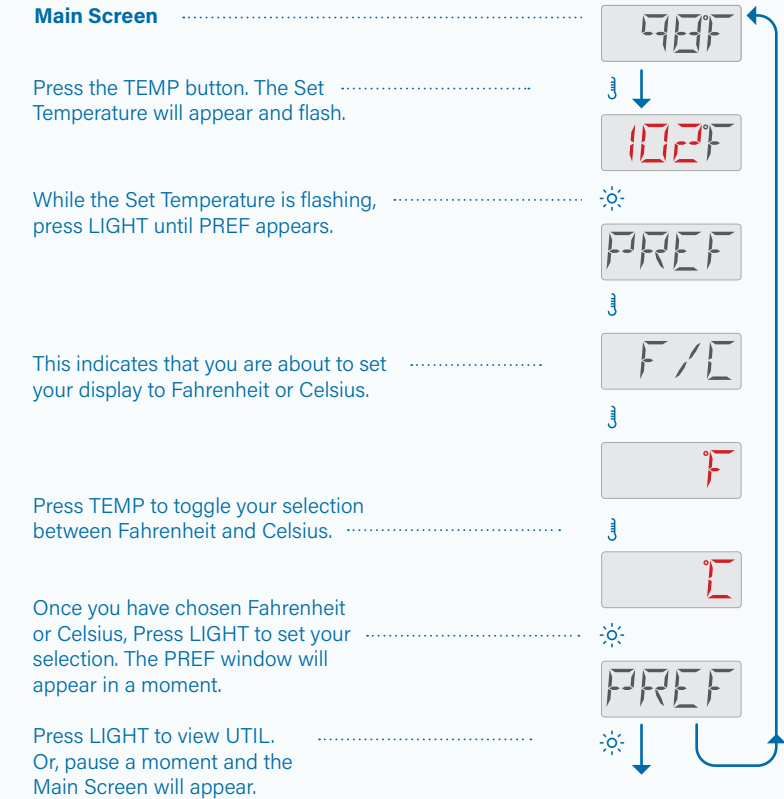 Main Screen
98°F
Press the TEMP button. The Set
Temperature will appear and flash.
102°F
While the Set Temperature is flashing,
press LIGHT until PREF appears.
PREF
This indicates that you are about to set
your display to Fahrenheit or Celsius.
F/C
°F
Press TEMP to toggle your selection
between Fahrenheit and Celsius.
°C
Once you have chosen Fahrenheit
or Celsius, Press LIGHT to set your
selection. The PREF window will
appear in a moment.
PREF
Press LIGHT to view UTIL.
Or, pause a moment and the
Main Screen will appear.